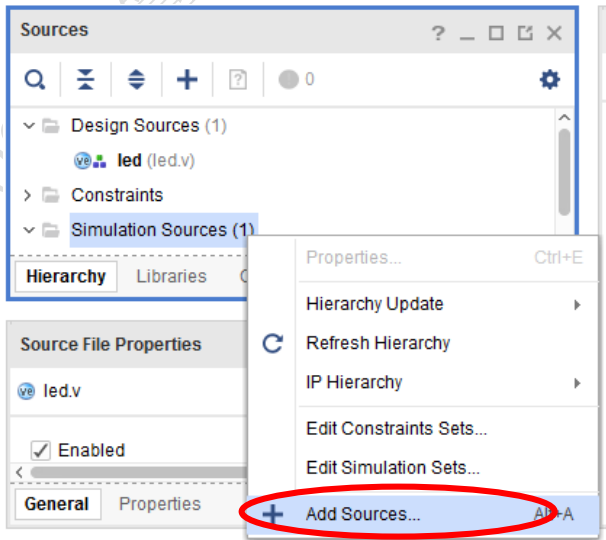 Sources
? _
0
Design Sources (1)
led (led.v)
Constraints
Simulation Sources (1)
Hierarchy Libraries
Properties... Ctrl+E
Hierarchy Update
Refresh Hierarchy
IP Hierarchy
Edit Constraints Sets...
Edit Simulation Sets...
Add Sources... Alt+A
Source File Properties
led.v
Enabled
General Properties